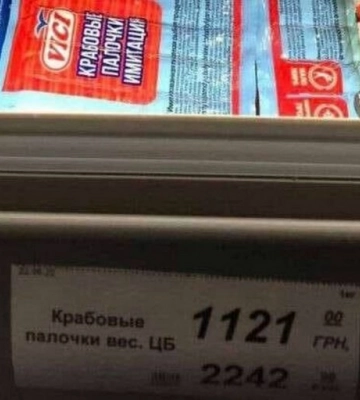 VICI
КРАБОВЫЕ
ПАЛОЧКИ
ИМИТАЦИЯ
Крабовые
палочки вес. ЦБ
1121 00
ГРН.
2242